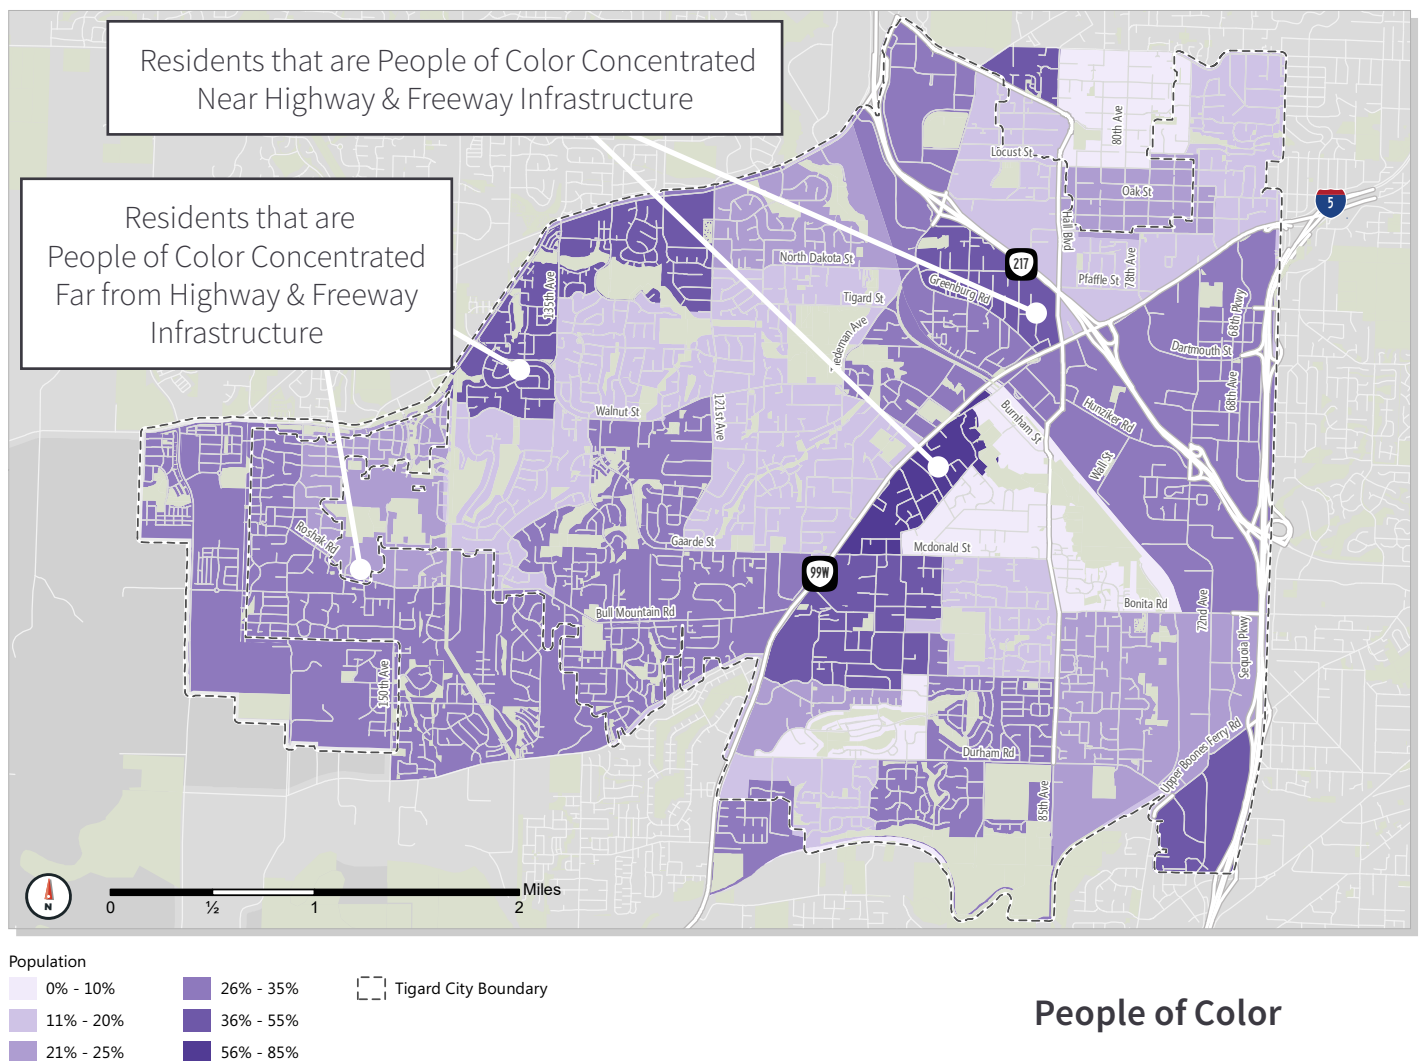 Residents that are People of Color Concentrated
Near Highway & Freeway Infrastructure
Residents that are
People of Color Concentrated
Far from Highway & Freeway
Infrastructure
80th Ave
Locust St
Oak St
5
Hall Blvd
217
North Dakota St
78th Ave
Pfaffle St
135th Ave
Greenburg Rd
Tigard St
68th Pkwy
Dartmouth St
68th Ave
Walnut St
121st Ave
Burnham St
Hunziker Rd
Wall St
Roshak Rd
Gaarde St
Mcdonald St
99W
Bull Mountain Rd
Bonita Rd
72nd Ave
Sequoia Pkwy
150th Ave
Durham Rd
Upper Boones Ferry Rd
85th Ave
N
Miles
0 ½ 1 2
Population
0% - 10%
11% - 20%
21% - 25%
26% - 35%
36% - 55%
56% - 85%
Tigard City Boundary
People of Color